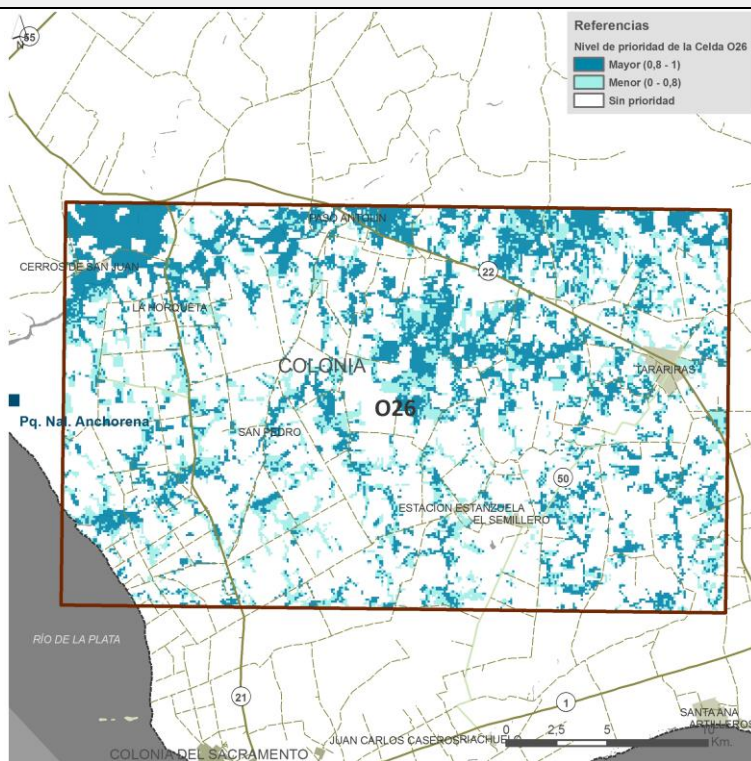 Referencias
Nivel de prioridad de la Celda O26
Mayor (0,8 - 1)
Menor (0 - 0,8)
Sin prioridad
55
N
PASO ANTOLIN
CERROS DE SAN JUAN
22
LA HORQUETA
COLONIA
TARARIRAS
O26
Pq. Nal. Anchorena
SAN PEDRO
50
ESTACION ESTANZUELA
EL SEMILLERO
RÍO DE LA PLATA
21
1
SANTA ANA
ARTILLEROS
JUAN CARLOS CASEROS
RIACHUELO
0 2,5 5 10
Km.
COLONIA DEL SACRAMENTO